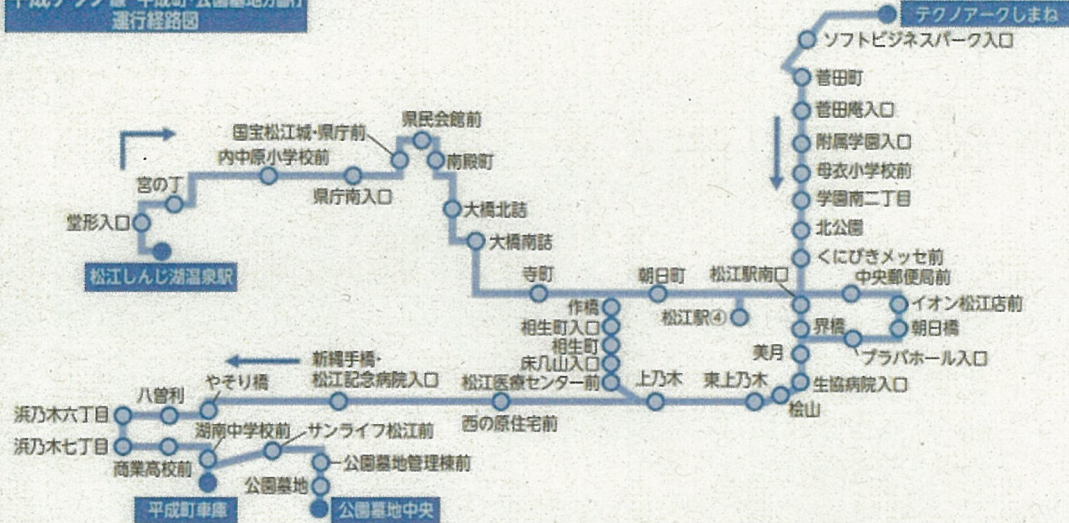 運行経路図
テクノアークしまね
ソフトビジネスパーク入口
菅田町
菅田庵入口
附属学園入口
母衣小学校前
学園南二丁目
北公園
くにびきメッセ前
県民会館前
国宝松江城・県庁前
内中原小学校前
南殿町
宮の丁
県庁南入口
堂形入口
大橋北詰
大橋南詰
松江しんじ湖温泉駅
寺町
朝日町
松江駅南口
中央郵便局前
作橋
松江駅④
イオン松江店前
相生町入口
界橋
朝日橋
相生町
美月
プラバホール入口
床几山入口
新縄手橋・
松江記念病院入口
松江医療センター前
上乃木
東上乃木
生協病院入口
桧山
やそり橋
八曽利
西の原住宅前
浜乃木六丁目
浜乃木七丁目
湖南中学校前
サンライフ松江前
商業高校前
公園墓地管理棟前
公園墓地
平成町車庫
公園墓地中央